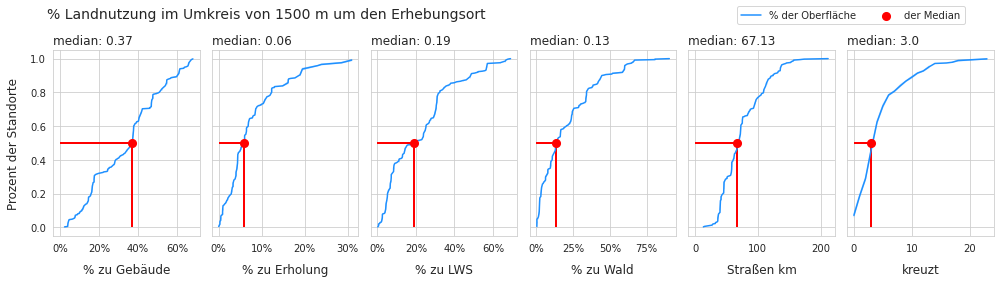 % Landnutzung im Umkreis von 1500 m um den Erhebungsort
% der Oberfläche der Median
median: 0.37 median: 0.06 median: 0.19 median: 0.13 median: 67.13 median: 3.0
Prozent der Standorte
1.0
0.8
0.6
0.4
0.2
0.0
0% 20% 40% 60% 0% 10% 20% 30% 0% 20% 40% 60% 0% 25% 50% 75% 0 100 200 0 20
% zu Gebäude % zu Erholung % zu LWS % zu Wald Straßen km kreuzt